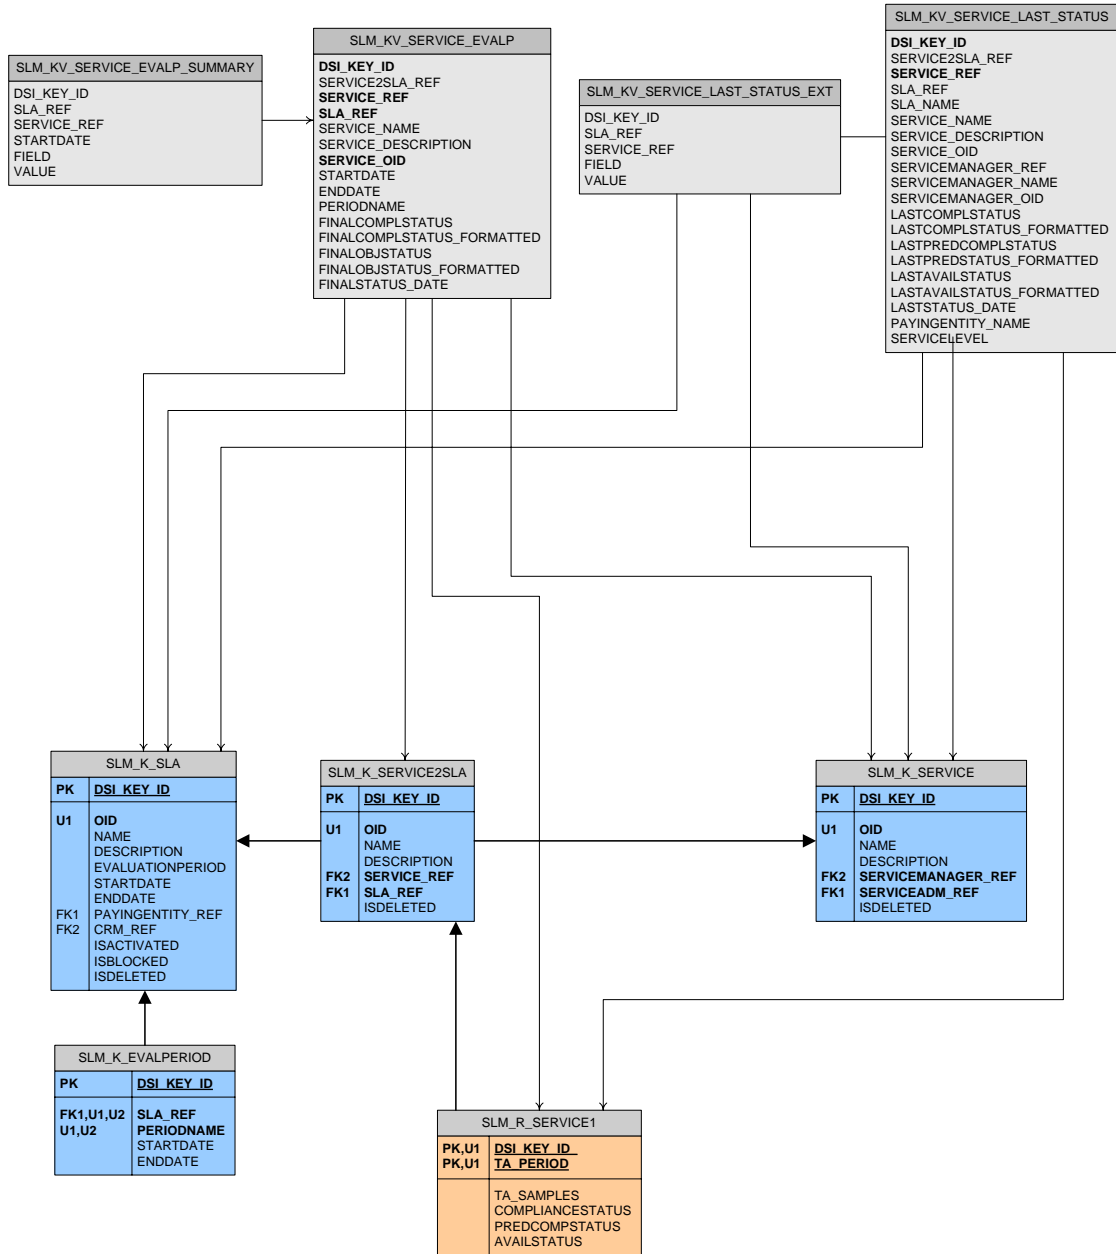 SLM_KV_SERVICE_EVALP_SUMMARY
DSI_KEY_ID
SLA_REF
SERVICE_REF
STARTDATE
FIELD
VALUE
SLM_KV_SERVICE_EVALP
DSI_KEY_ID
SERVICE2SLA_REF
SERVICE_REF
SLA_REF
SERVICE_NAME
SERVICE_DESCRIPTION
SERVICE_OID
STARTDATE
ENDDATE
PERIODNAME
FINALCOMPLSTATUS
FINALCOMPLSTATUS_FORMATTED
FINALOBJSTATUS
FINALOBJSTATUS_FORMATTED
FINALSTATUS_DATE
SLM_KV_SERVICE_LAST_STATUS_EXT
DSI_KEY_ID
SLA_REF
SERVICE_REF
FIELD
VALUE
SLM_KV_SERVICE_LAST_STATUS
DSI_KEY_ID
SERVICE2SLA_REF
SERVICE_REF
SLA_REF
SLA_NAME
SERVICE_NAME
SERVICE_DESCRIPTION
SERVICE_OID
SERVICEMANAGER_REF
SERVICEMANAGER_NAME
SERVICEMANAGER_OID
LASTCOMPLSTATUS
LASTCOMPLSTATUS_FORMATTED
LASTPREDCOMPLSTATUS
LASTPREDSTATUS_FORMATTED
LASTAVAILSTATUS
LASTAVAILSTATUS_FORMATTED
LASTSTATUS_DATE
PAYINGENTITY_NAME
SERVICELEVEL
SLM_K_SLA
PK DSI_KEY_ID
U1 OID
NAME
DESCRIPTION
EVALUATIONPERIOD
STARTDATE
ENDDATE
FK1 PAYINGENTITY_REF
FK2 CRM_REF
ISACTIVATED
ISBLOCKED
ISDELETED
SLM_K_SERVICE2SLA
PK DSI_KEY_ID
U1 OID
NAME
DESCRIPTION
FK2 SERVICE_REF
FK1 SLA_REF
ISDELETED
SLM_K_SERVICE
PK DSI_KEY_ID
U1 OID
NAME
DESCRIPTION
FK2 SERVICEMANAGER_REF
FK1 SERVICEADM_REF
ISDELETED
SLM_K_EVALPERIOD
PK DSI_KEY_ID
FK1,U1,U2 SLA_REF
U1,U2 PERIODNAME
STARTDATE
ENDDATE
SLM_R_SERVICE1
PK,U1 DSI_KEY_ID
PK,U1 TA_PERIOD
TA_SAMPLES
COMPLIANCESTATUS
PREDCOMPSTATUS
AVAILSTATUS